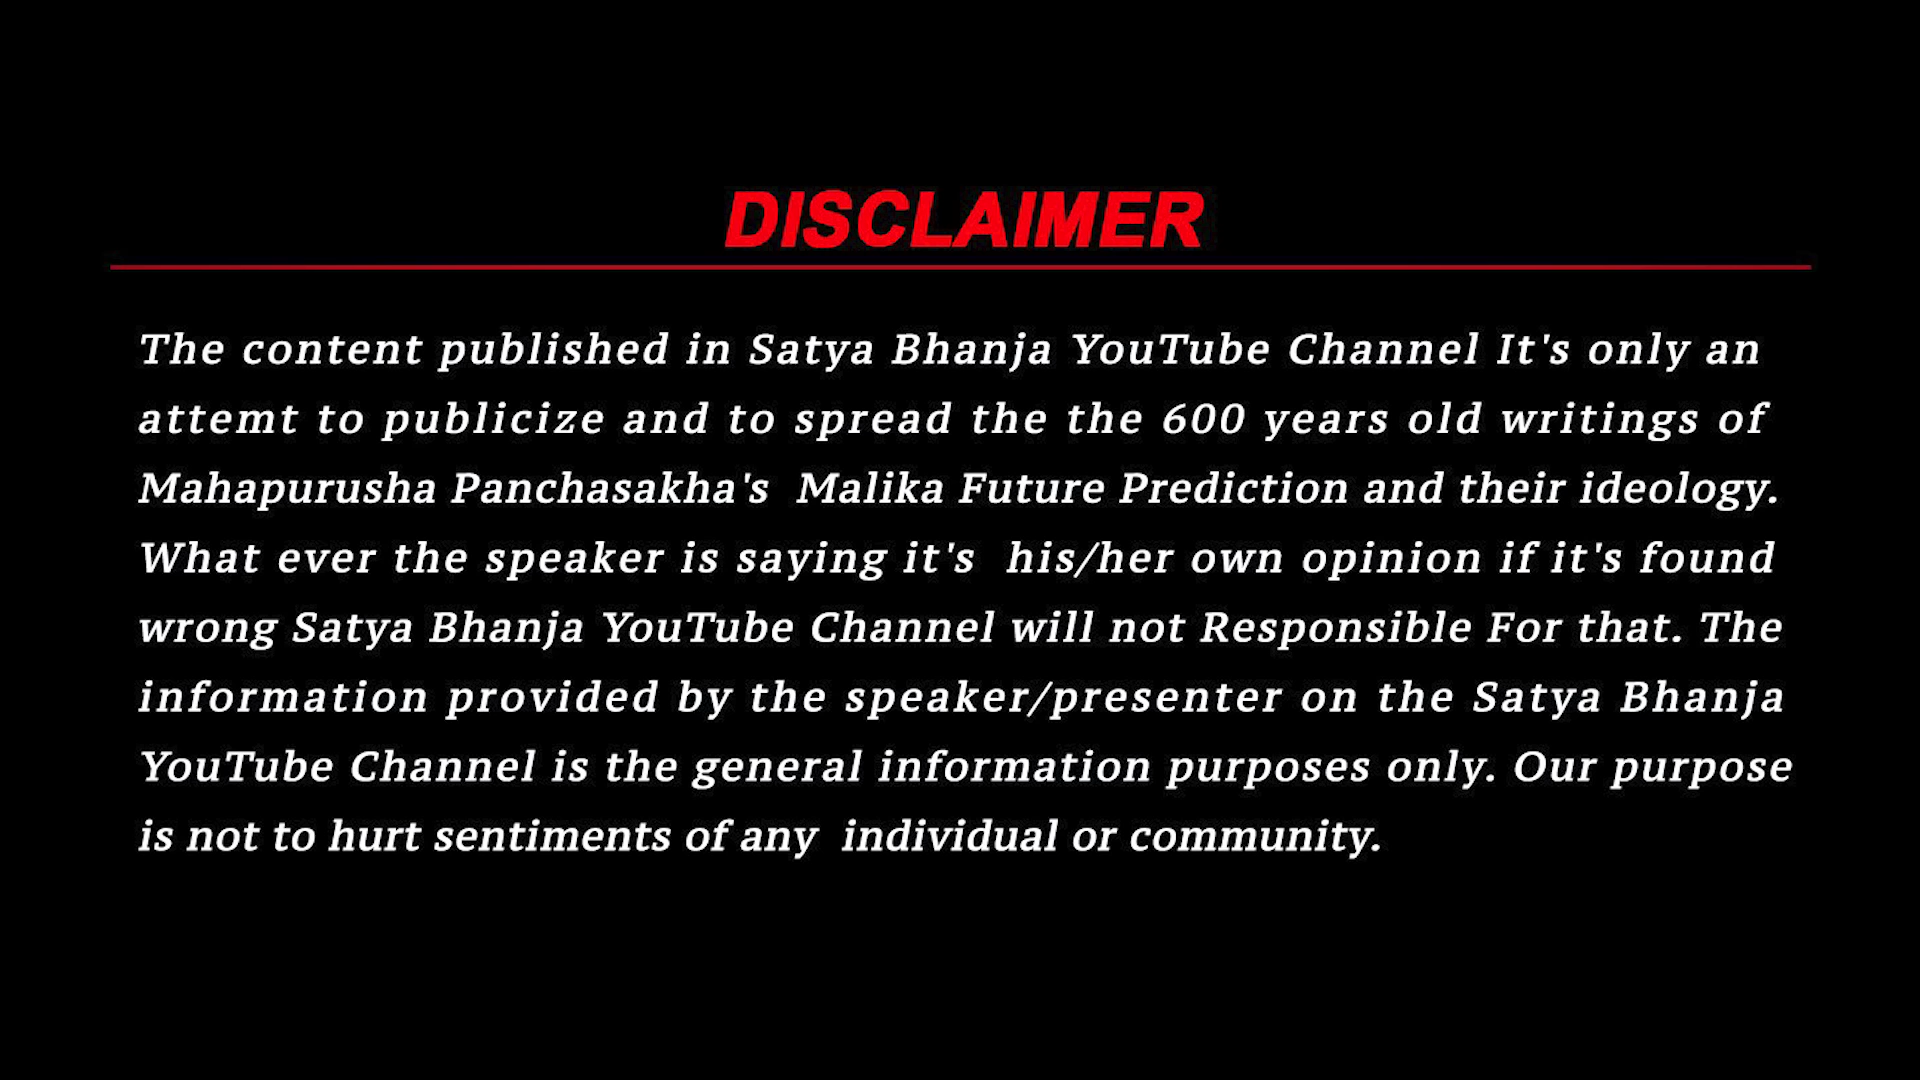 DISCLAIMER
The content published in Satya Bhanja YouTube Channel It's only an
attemt to publicize and to spread the the 600 years old writings of
Mahapurusha Panchasakha's Malika Future Prediction and their ideology.
What ever the speaker is saying it's his/her own opinion if it's found
wrong Satya Bhanja YouTube Channel will not Responsible For that. The
information provided by the speaker/presenter on the Satya Bhanja
YouTube Channel is the general information purposes only. Our purpose
is not to hurt sentiments of any individual or community.